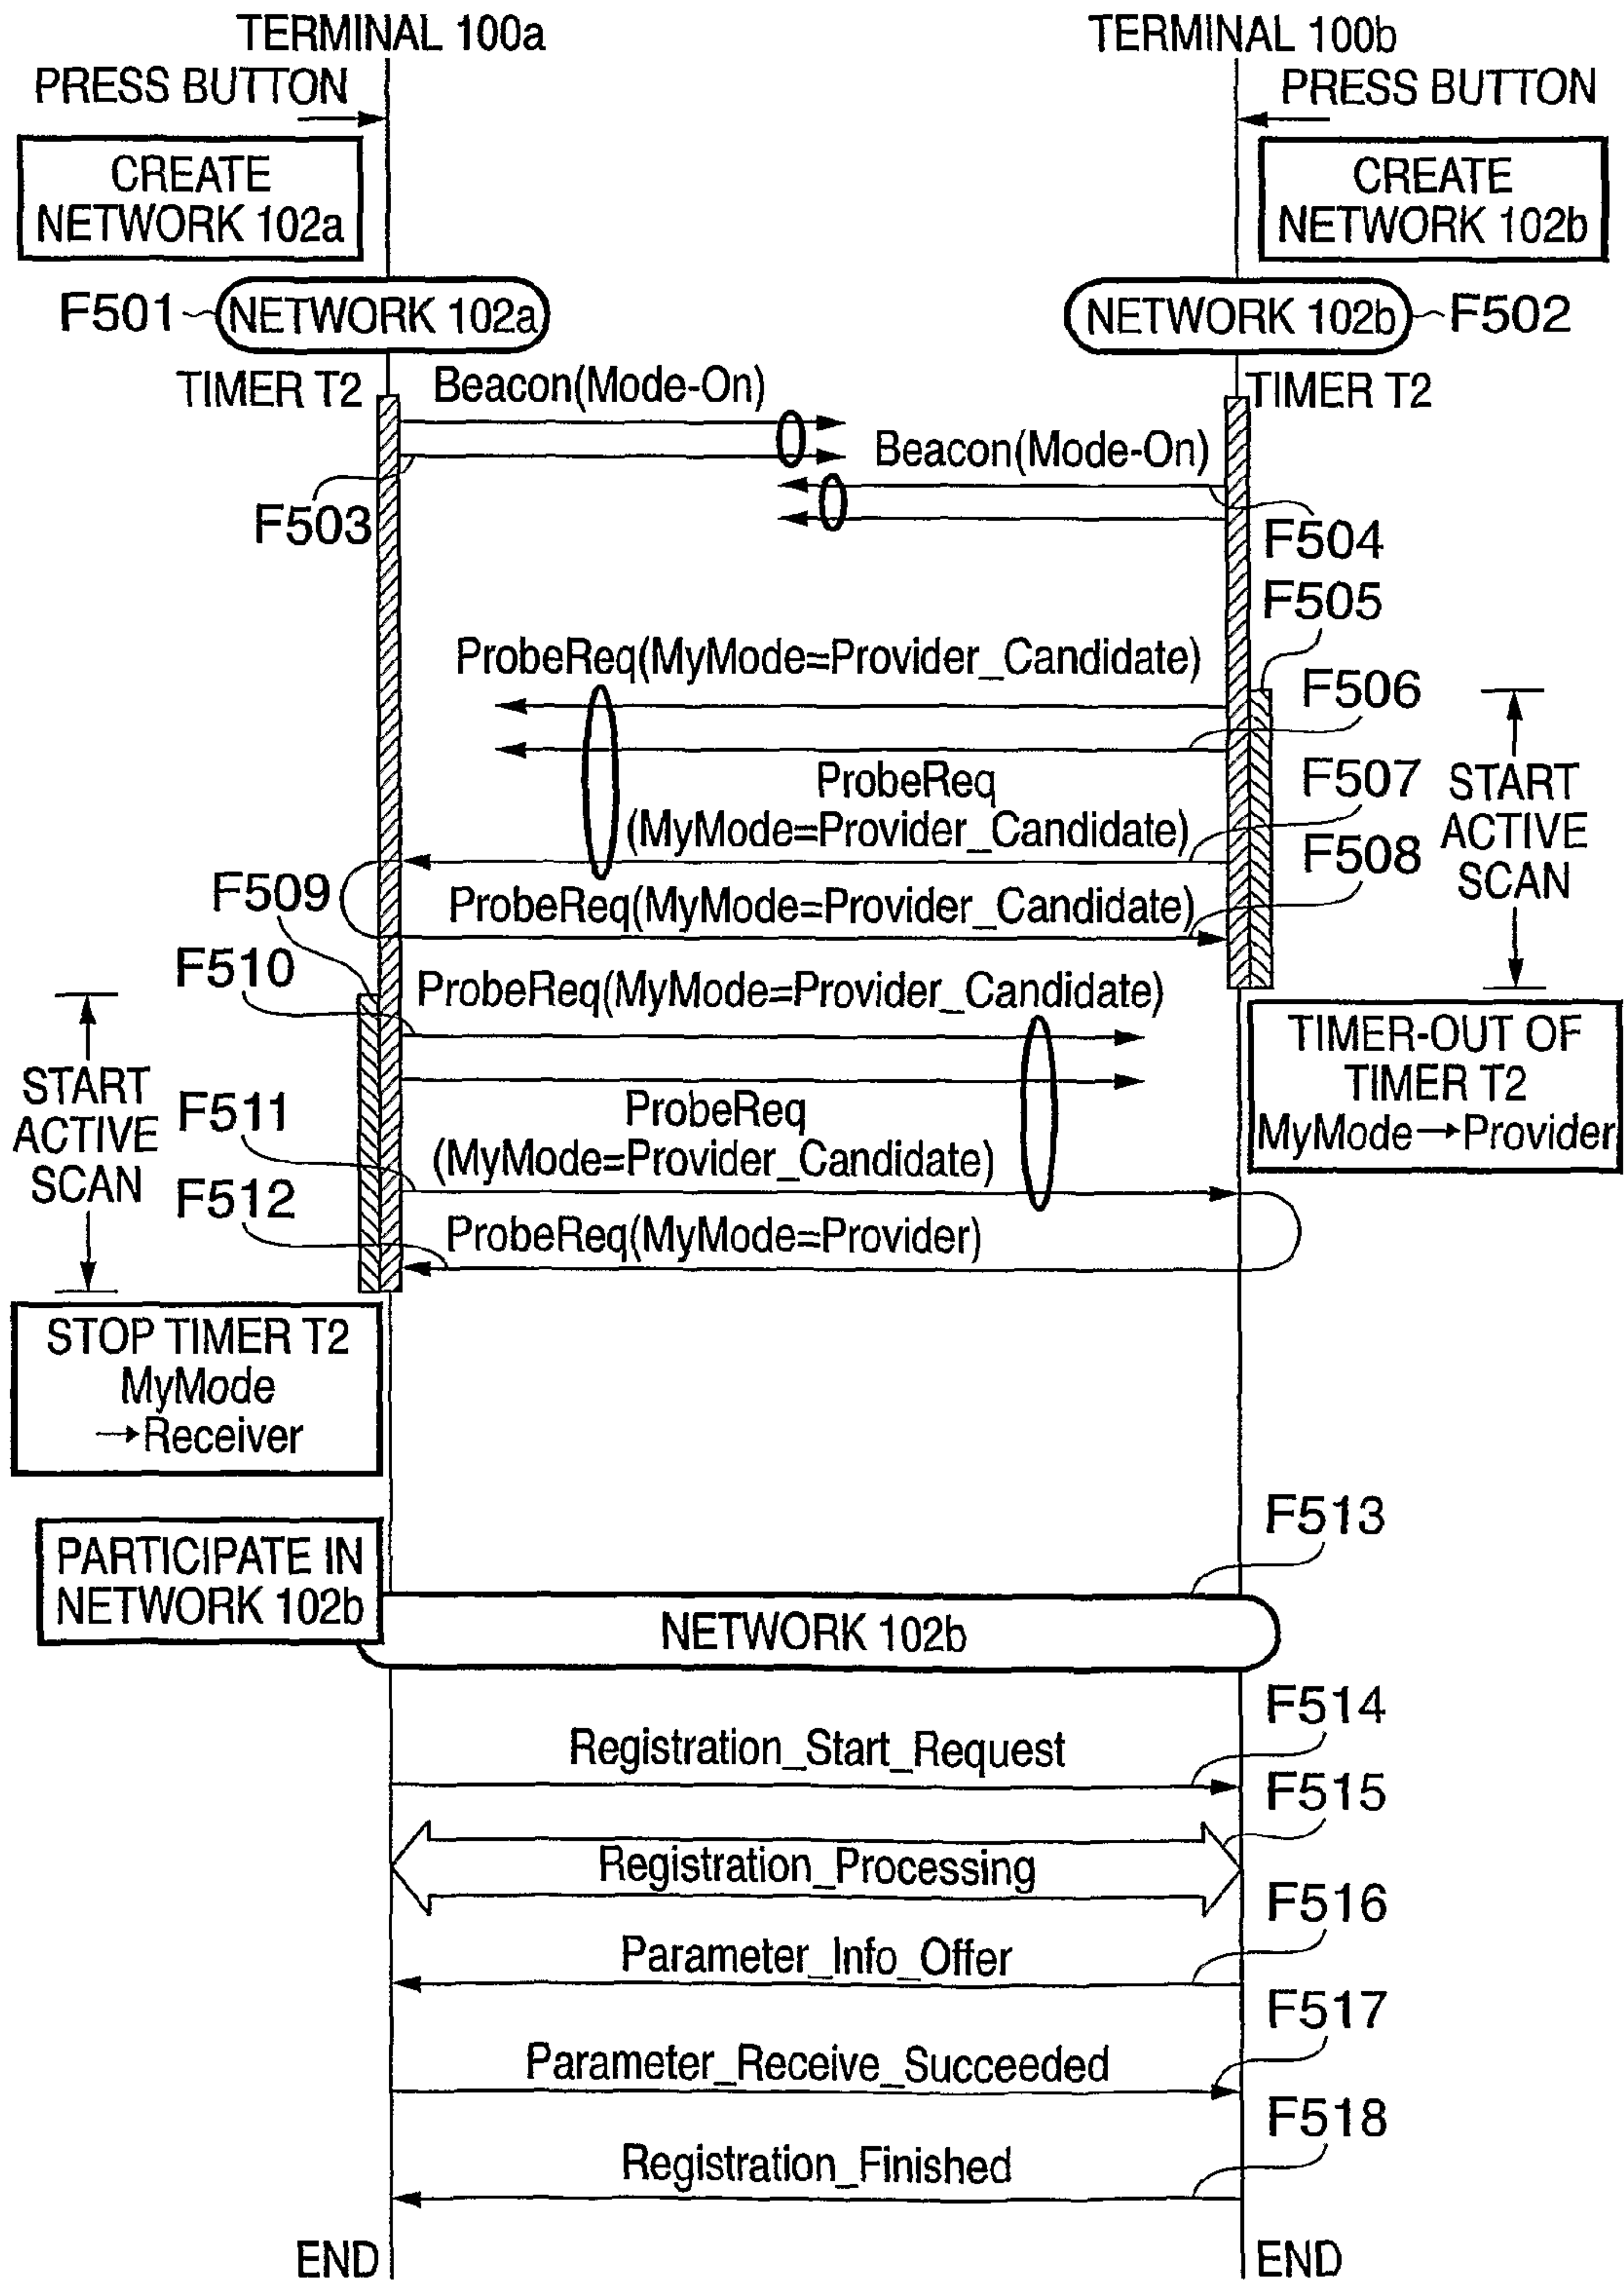 TERMINAL 100a
TERMINAL 100b
PRESS BUTTON
PRESS BUTTON
CREATE
NETWORK 102a
CREATE
NETWORK 102b
F501
NETWORK 102a
NETWORK 102b
F502
TIMER T2
Beacon(Mode-On)
TIMER T2
Beacon(Mode-On)
F503
F504
F505
ProbeReq(MyMode=Provider_Candidate)
F506
ProbeReq
(MyMode=Provider_Candidate)
F507
START
ACTIVE
SCAN
F508
F509
ProbeReq(MyMode=Provider_Candidate)
F510
ProbeReq(MyMode=Provider_Candidate)
TIMER-OUT OF
TIMER T2
MyMode→Provider
START
ACTIVE
SCAN
F511
ProbeReq
(MyMode=Provider_Candidate)
F512
ProbeReq(MyMode=Provider)
STOP TIMER T2
MyMode
→Receiver
F513
PARTICIPATE IN
NETWORK 102b
NETWORK 102b
F514
Registration_Start_Request
F515
Registration_Processing
F516
Parameter_Info_Offer
F517
Parameter_Receive_Succeeded
F518
Registration_Finished
END
END